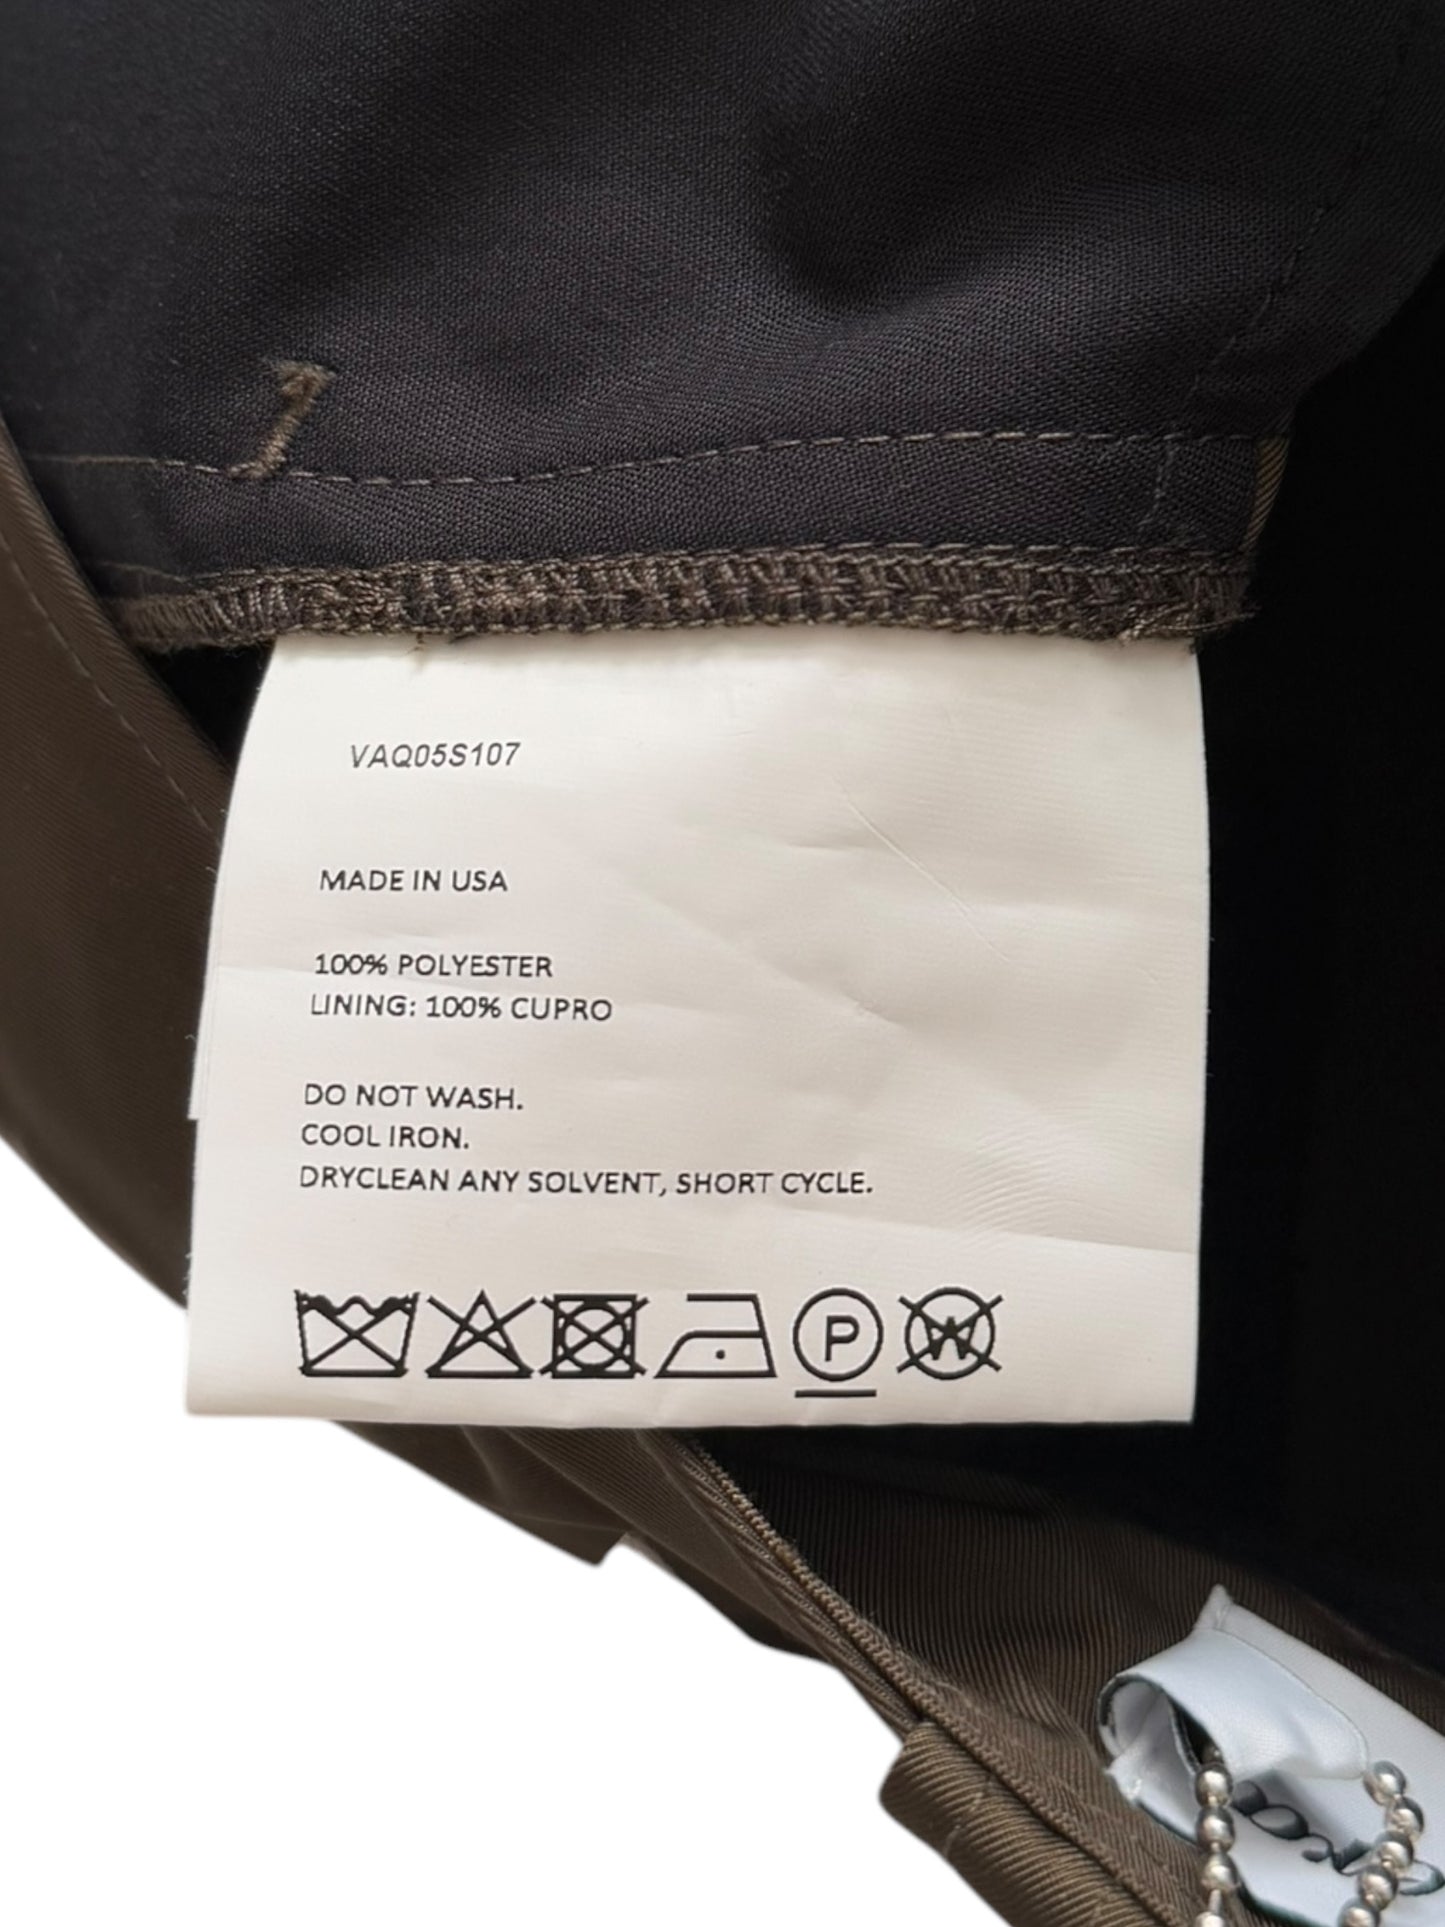 VAQ05S107
MADE IN USA
100% POLYESTER
LINING: 100% CUPRO
DO NOT WASH.
COOL IRON.
DRYCLEAN ANY SOLVENT, SHORT CYCLE.
P
W